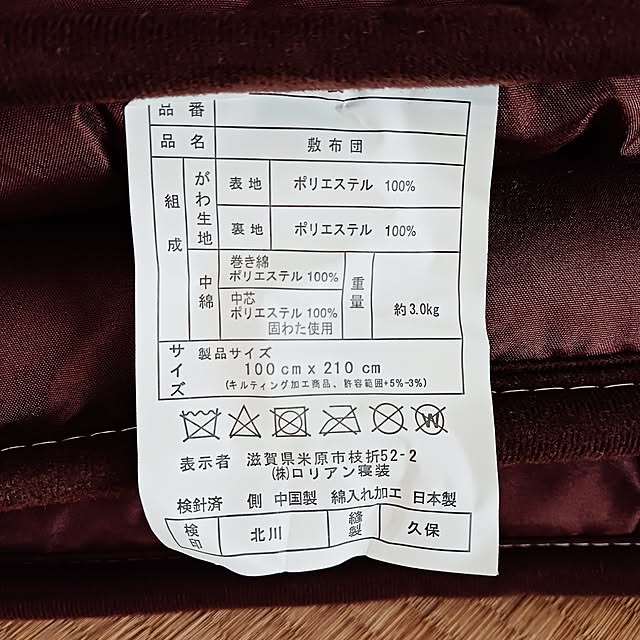 品番
品名 敷布団
組成 がわ生地 表地 ポリエステル 100%
裏地 ポリエステル 100%
中綿 巻き綿
ポリエステル 100%
中芯
ポリエステル 100%
固わた使用
重量 約3.0kg
サイズ 製品サイズ
100cm x 210cm
(キルティング加工商品、許容範囲+5%-3%)
W
表示者 滋賀県米原市枝折52-2
㈱ロリアン寝装
検針済 側 中国製 綿入れ加工 日本製
検印 北川 縫製 久保